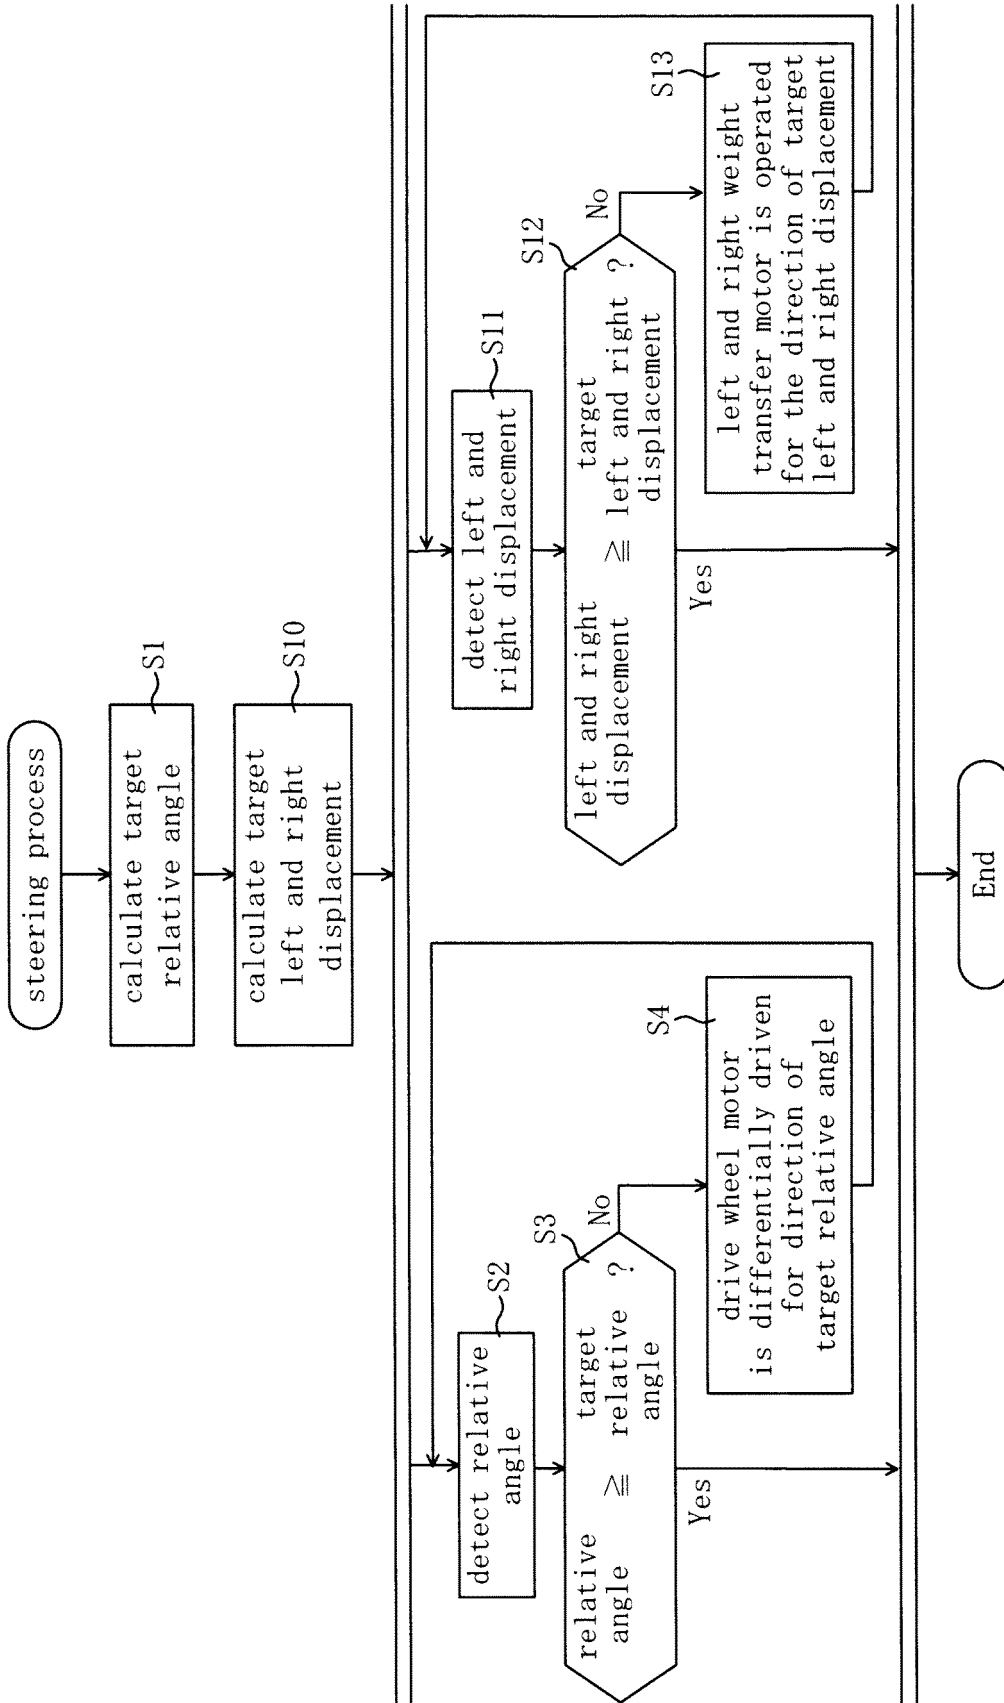 steering process
S1
calculate target
relative angle
S10
calculate target
left and right
displacement
S2
detect relative
angle
S3
relative
angle
≧
target
relative
angle
?
No
Yes
S4
drive wheel motor
is differentially driven
for direction of
target relative angle
S11
detect left and
right displacement
S12
left and right
displacement
≧
target
left and right
displacement
?
No
Yes
S13
left and right weight
transfer motor is operated
for the direction of target
left and right displacement
End